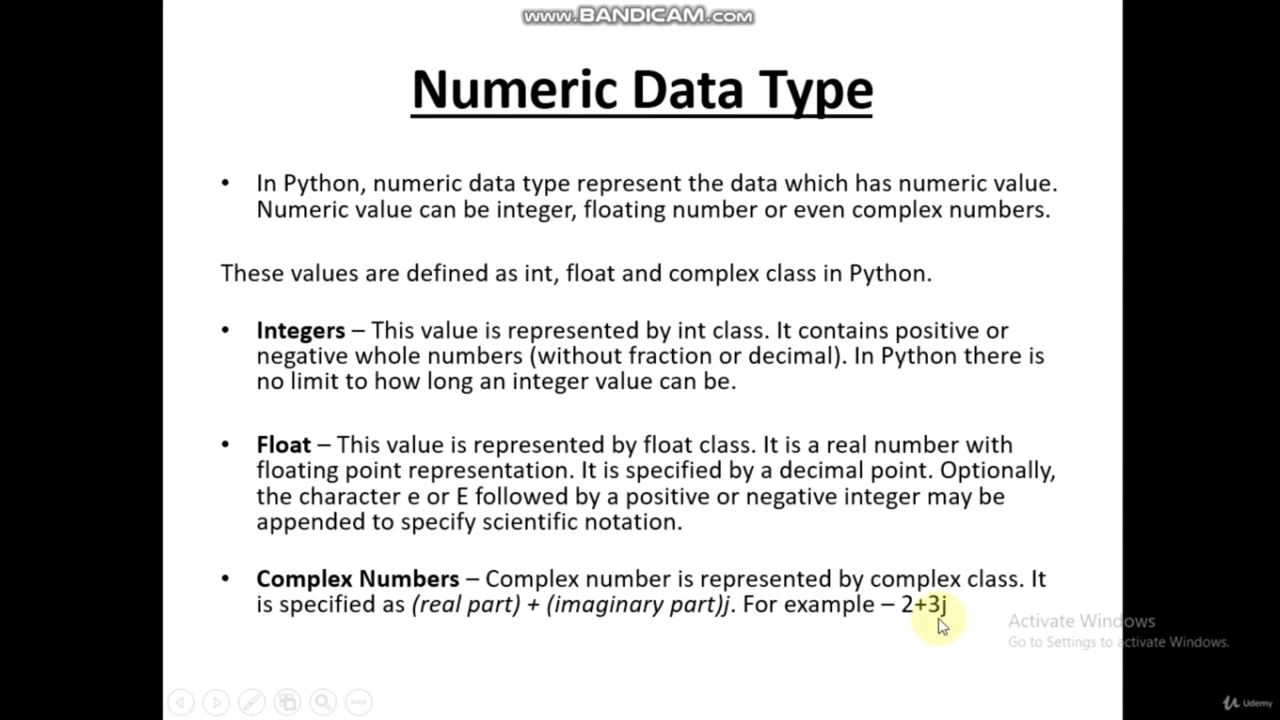 www.BANDICAM.com
Numeric Data Type
• In Python, numeric data type represent the data which has numeric value.
Numeric value can be integer, floating number or even complex numbers.
These values are defined as int, float and complex class in Python.
• Integers – This value is represented by int class. It contains positive or
negative whole numbers (without fraction or decimal). In Python there is
no limit to how long an integer value can be.
• Float – This value is represented by float class. It is a real number with
floating point representation. It is specified by a decimal point. Optionally,
the character e or E followed by a positive or negative integer may be
appended to specify scientific notation.
• Complex Numbers – Complex number is represented by complex class. It
is specified as (real part) + (imaginary part)j. For example – 2+3j
Activate Windows
Go to Settings to activate Windows.
Udemy